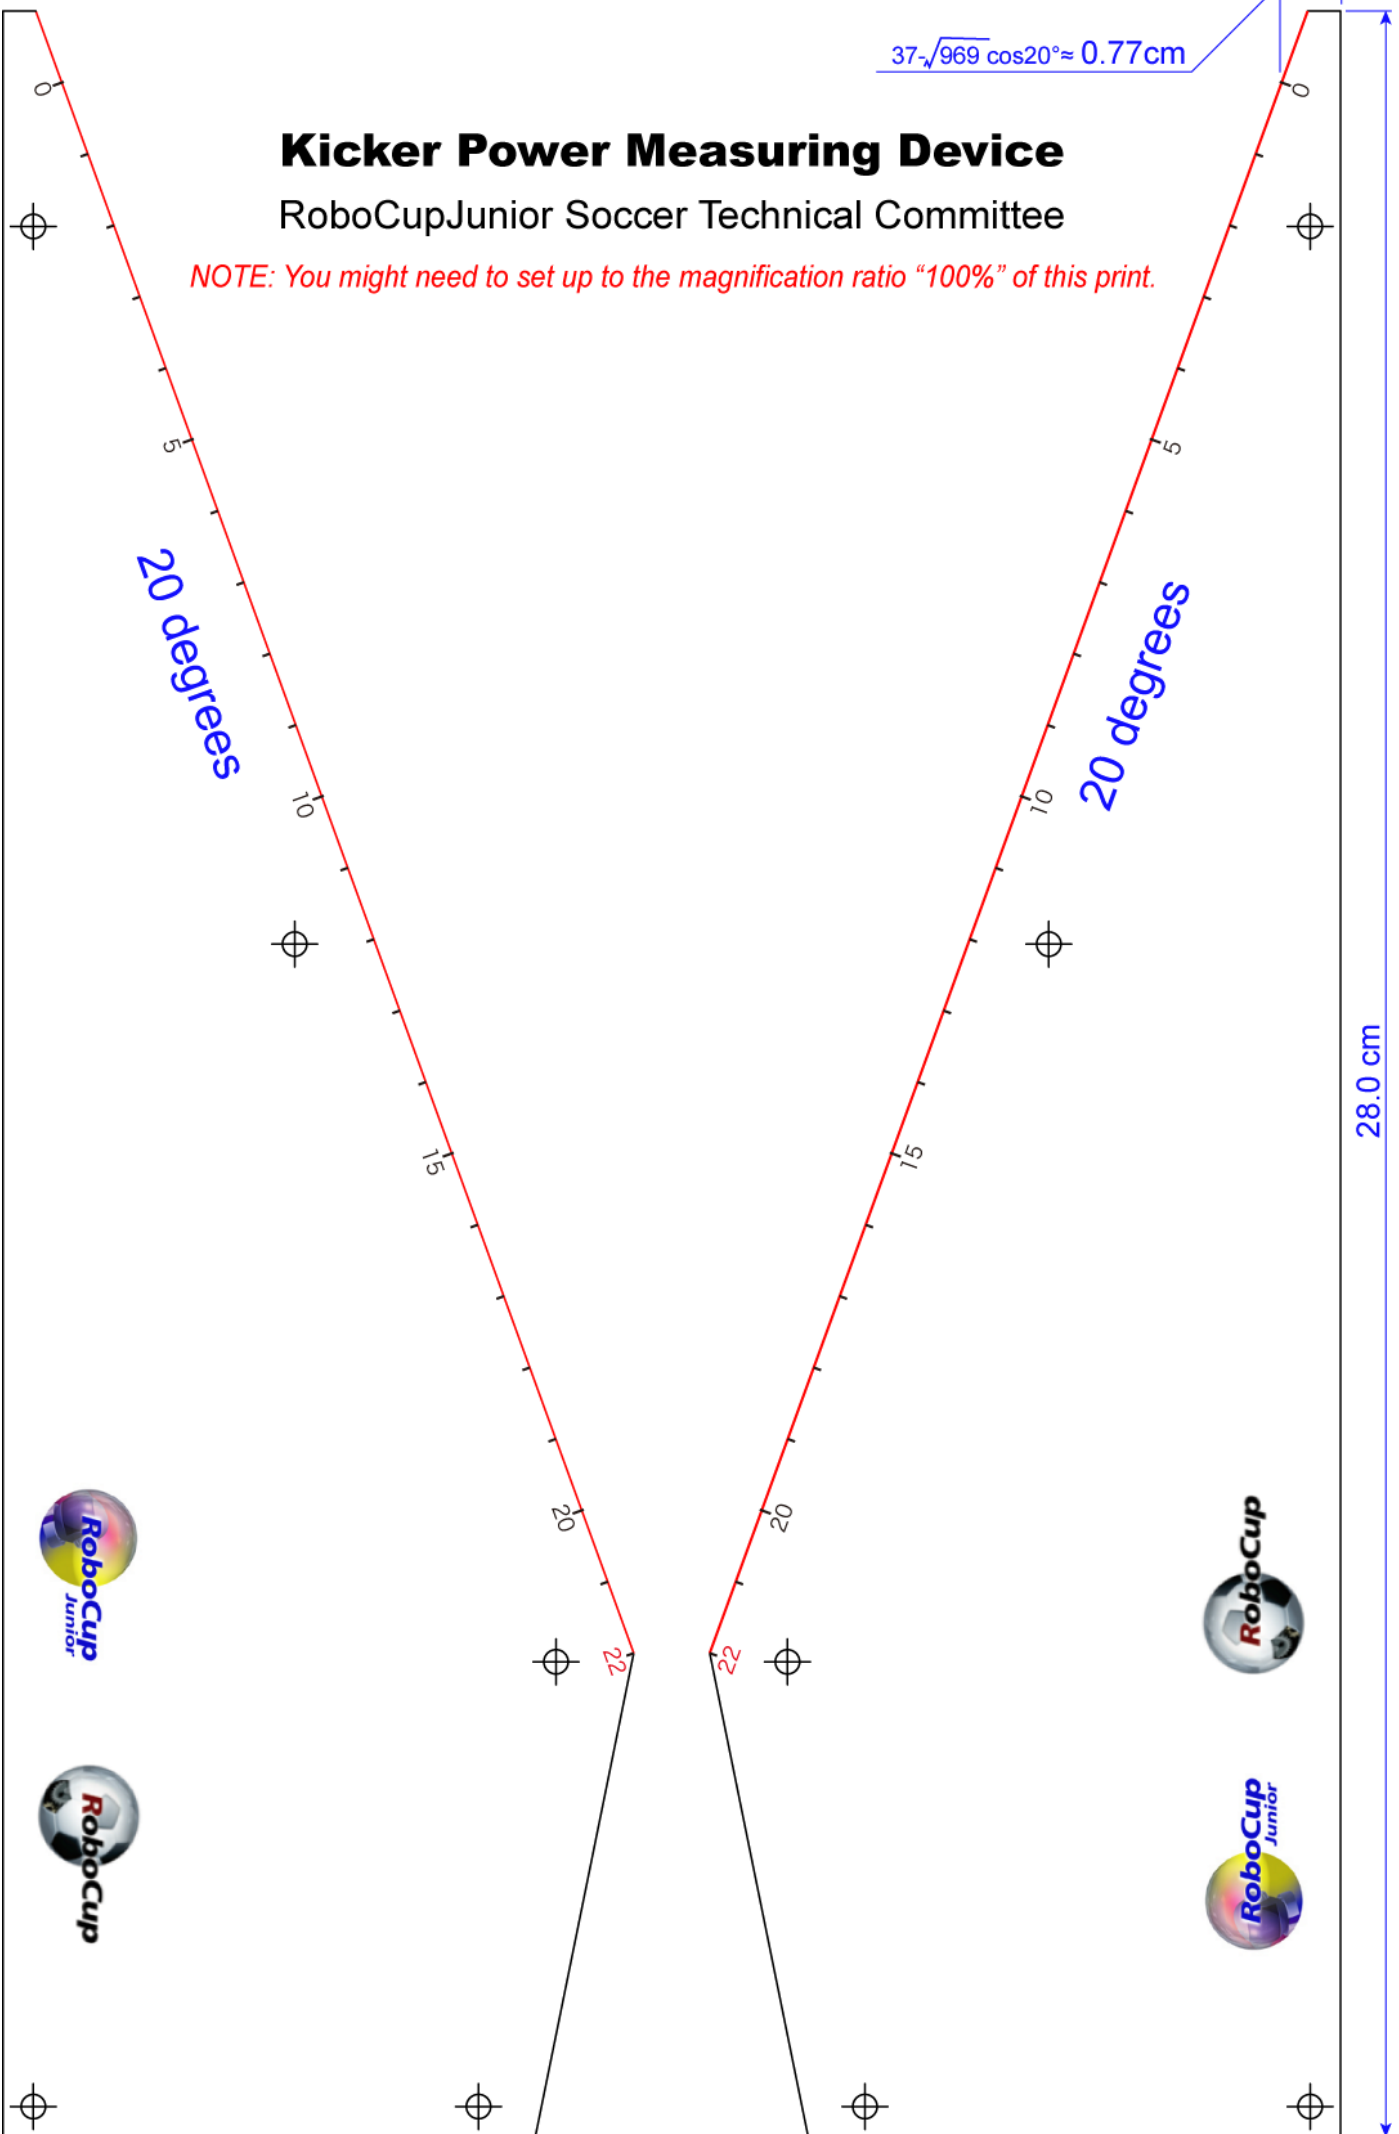 37-√969 cos20°≈ 0.77cm
0
0
Kicker Power Measuring Device
RoboCupJunior Soccer Technical Committee
NOTE: You might need to set up to the magnification ratio “100%” of this print.
5
5
20 degrees
20 degrees
10
10
28.0 cm
15
15
20
20
RoboCup
Junior
RoboCup
22
22
RoboCup
RoboCup
Junior